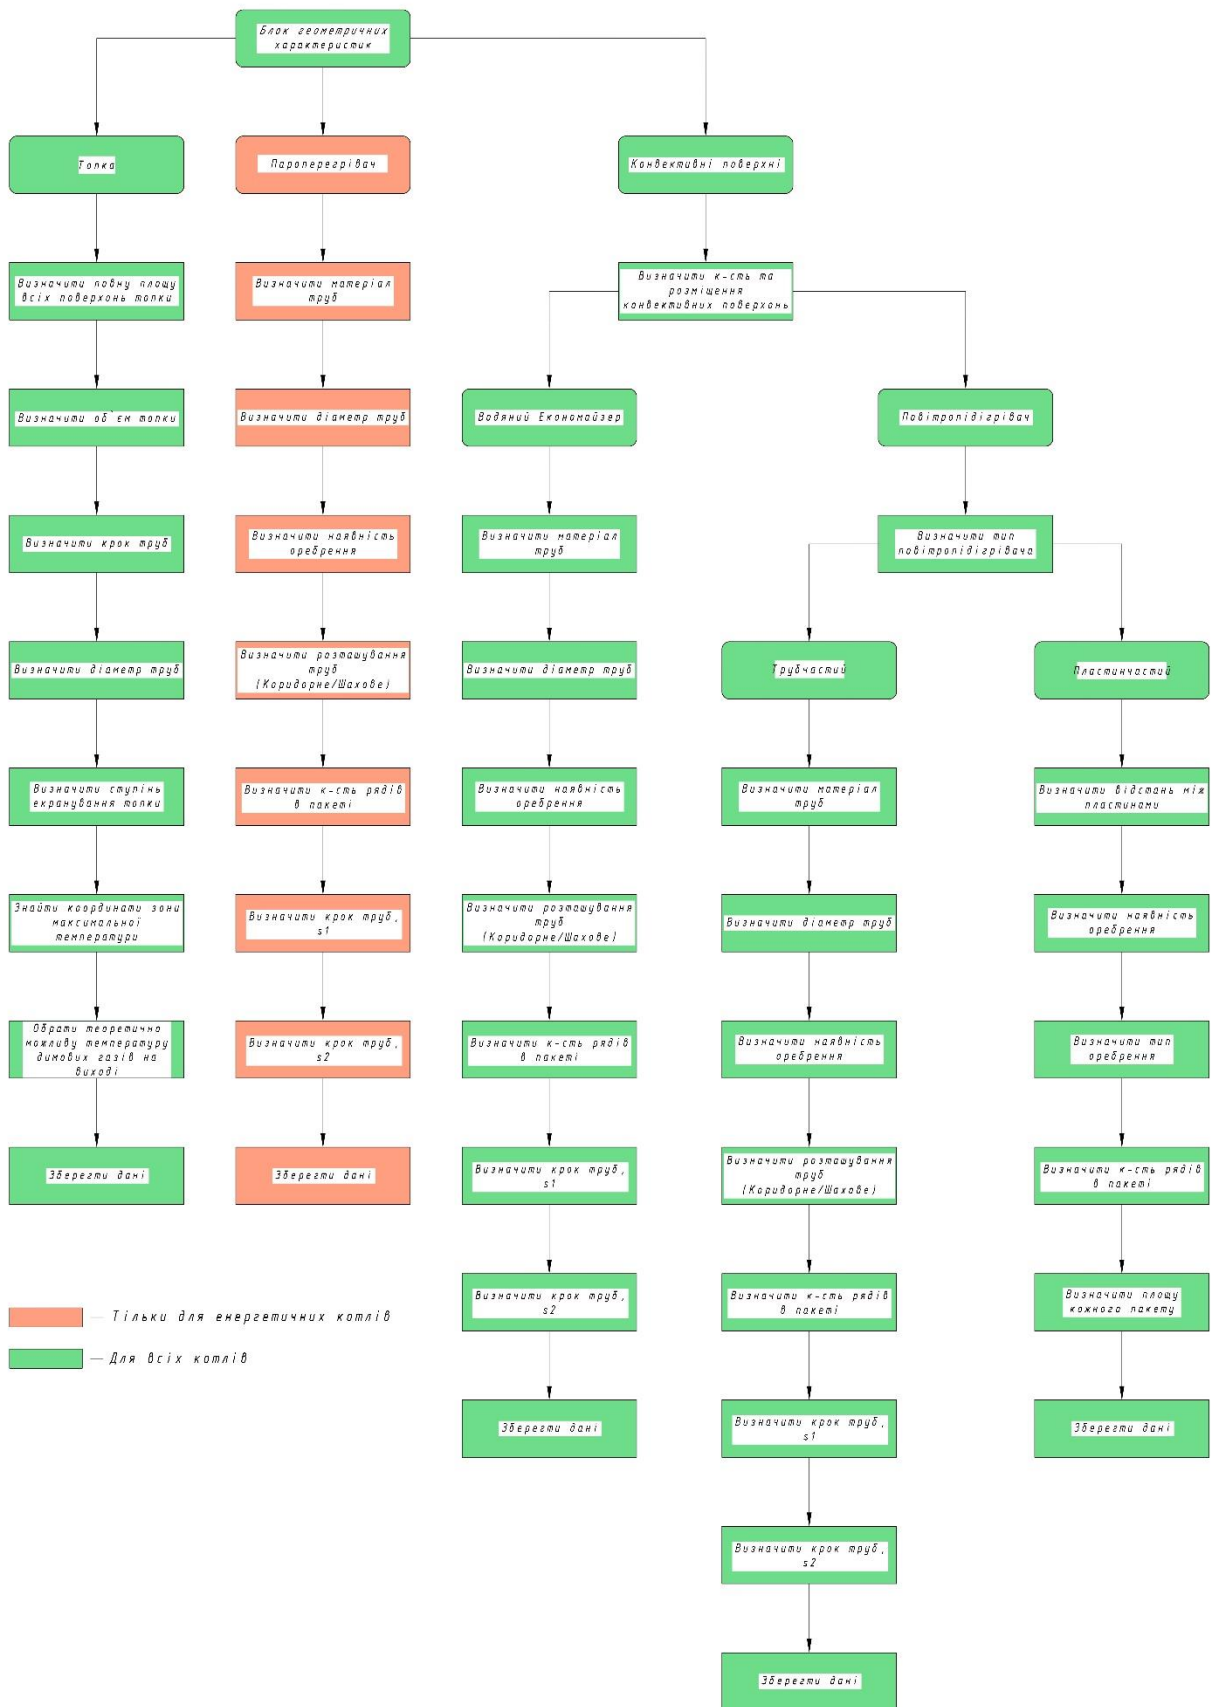 Блок геометричних
характеристик
Топка
Визначити повну площу
всіх поверхонь топки
Визначити об`єм топки
Визначити крок труб
Визначити діаметр труб
Визначити ступінь
екранування топки
Знайти координати зони
максимальної
температури
Обрати теоретично
можливу температуру
димових газів на
виході
Зберегти дані
Пароперегрівач
Визначити матеріал
труб
Визначити діаметр труб
Визначити наявність
оребрення
Визначити розташування
труб
(Коридорне/Шахове)
Визначити к-сть рядів
в пакеті
Визначити крок труб,
s1
Визначити крок труб,
s2
Зберегти дані
Конвективні поверхні
Визначити к-сть та
розміщення
конвективних поверхонь
Водяний Економайзер
Визначити матеріал
труб
Визначити діаметр труб
Визначити наявність
оребрення
Визначити розташування
труб
(Коридорне/Шахове)
Визначити к-сть рядів
в пакеті
Визначити крок труб,
s1
Визначити крок труб,
s2
Зберегти дані
Повітропідігрівач
Визначити тип
повітропідігрівача
Трубчастий
Визначити матеріал
труб
Визначити діаметр труб
Визначити наявність
оребрення
Визначити розташування
труб
(Коридорне/Шахове)
Визначити к-сть рядів
в пакеті
Визначити крок труб,
s1
Визначити крок труб,
s2
Зберегти дані
Пластинчастий
Визначити відстань між
пластинами
Визначити наявність
оребрення
Визначити тип
оребрення
Визначити к-сть рядів
в пакеті
Визначити площу
кожного пакету
Зберегти дані
— Тільки для енергетичних котлів
— Для всіх котлів